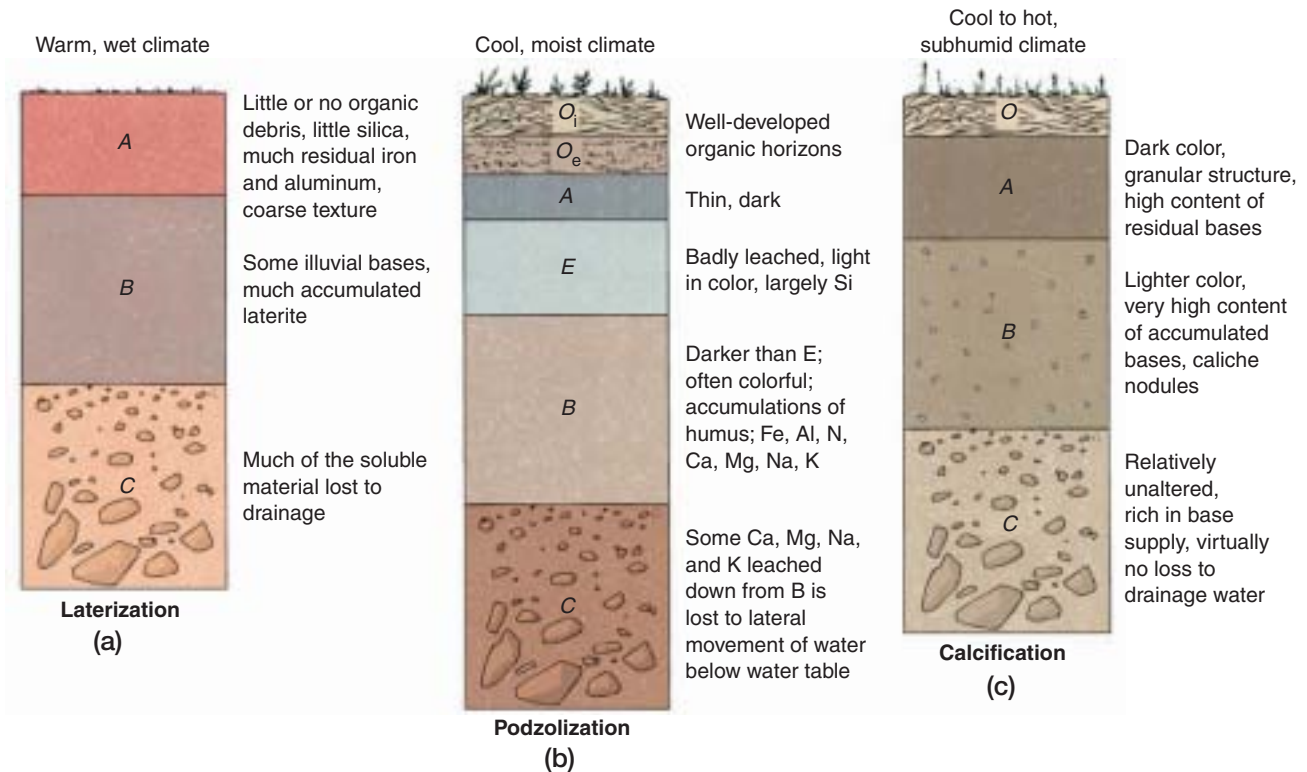 Warm, wet climate
A
Little or no organic
debris, little silica,
much residual iron
and aluminum,
coarse texture
B
Some illuvial bases,
much accumulated
laterite
C
Much of the soluble
material lost to
drainage
Laterization
(a)
Cool, moist climate
Oi
Oe
Well-developed
organic horizons
A
Thin, dark
E
Badly leached, light
in color, largely Si
B
Darker than E;
often colorful;
accumulations of
humus; Fe, Al, N,
Ca, Mg, Na, K
C
Some Ca, Mg, Na,
and K leached
down from B is
lost to lateral
movement of water
below water table
Podzolization
(b)
Cool to hot,
subhumid climate
O
A
Dark color,
granular structure,
high content of
residual bases
B
Lighter color,
very high content
of accumulated
bases, caliche
nodules
C
Relatively
unaltered,
rich in base
supply, virtually
no loss to
drainage water
Calcification
(c)